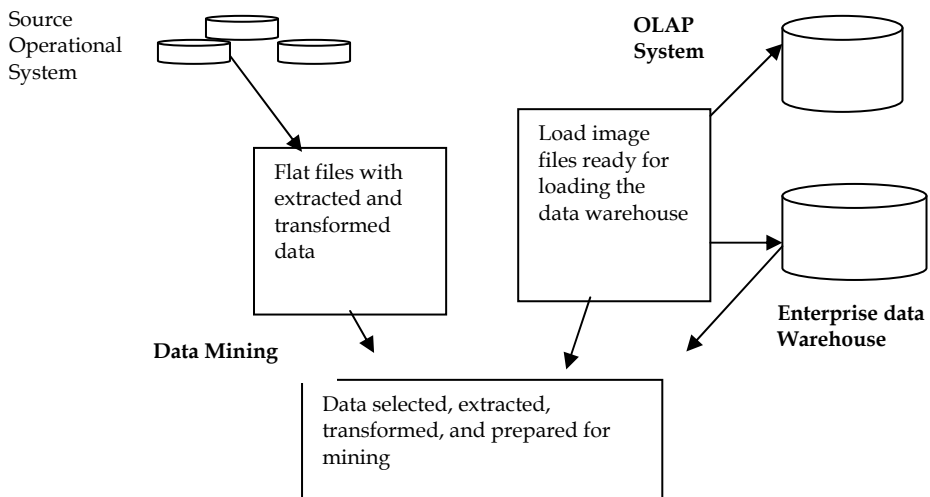 Source
Operational
System
OLAP
System
Flat files with
extracted and
transformed
data
Load image
files ready for
loading the
data warehouse
Enterprise data
Warehouse
Data Mining
Data selected, extracted,
transformed, and prepared for
mining